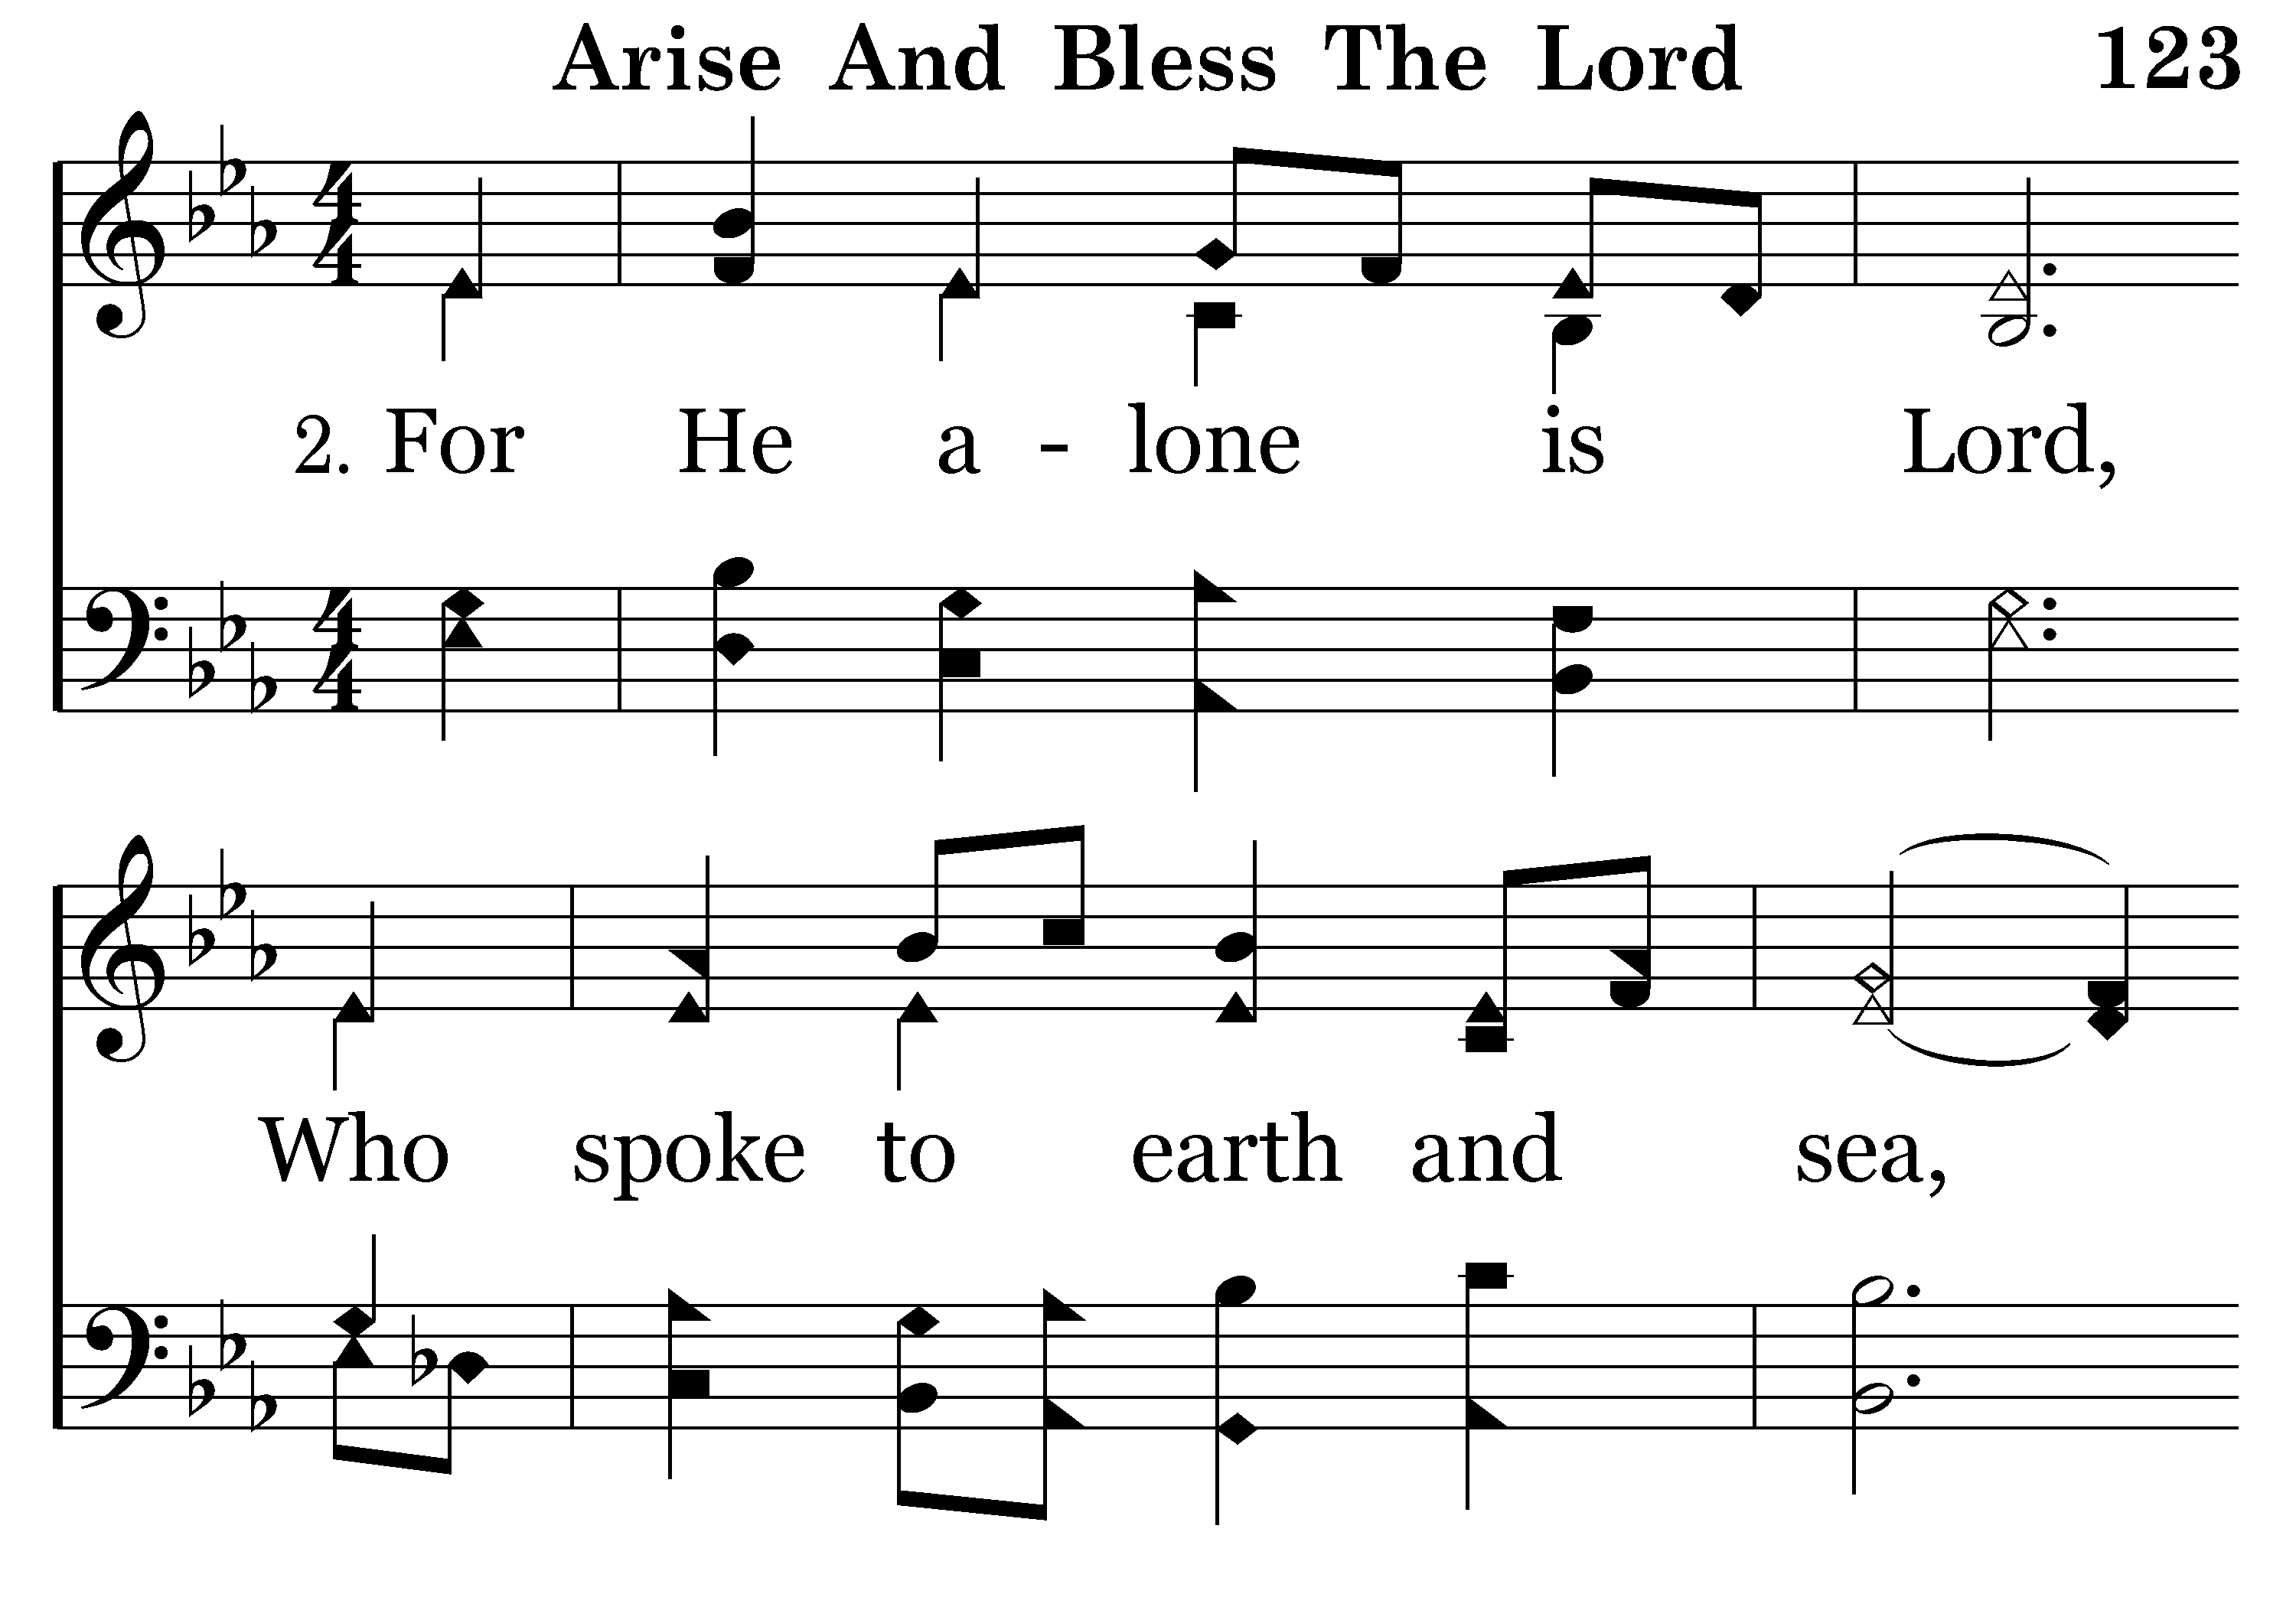 Arise And Bless The Lord 123
2. For He a - lone is Lord,
Who spoke to earth and sea,